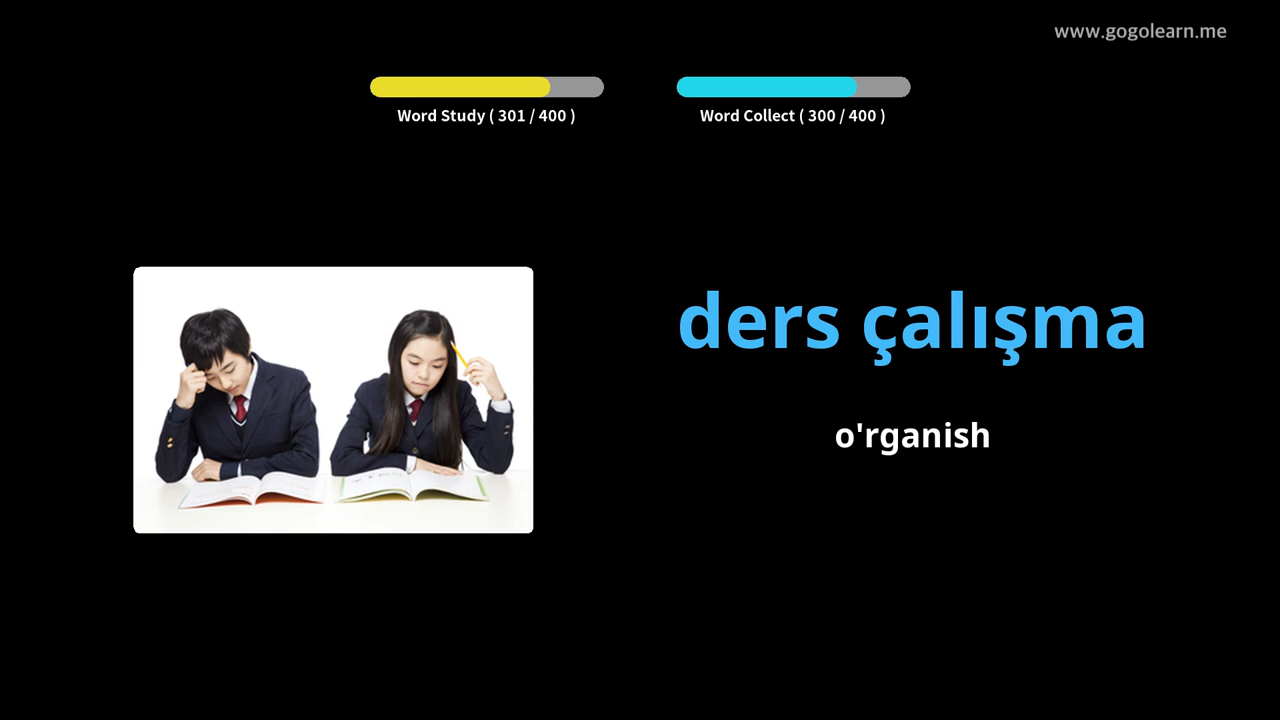 www.gogolearn.me
Word Study ( 301 / 400 )
Word Collect ( 300 / 400 )
ders çalışma
o'rganish